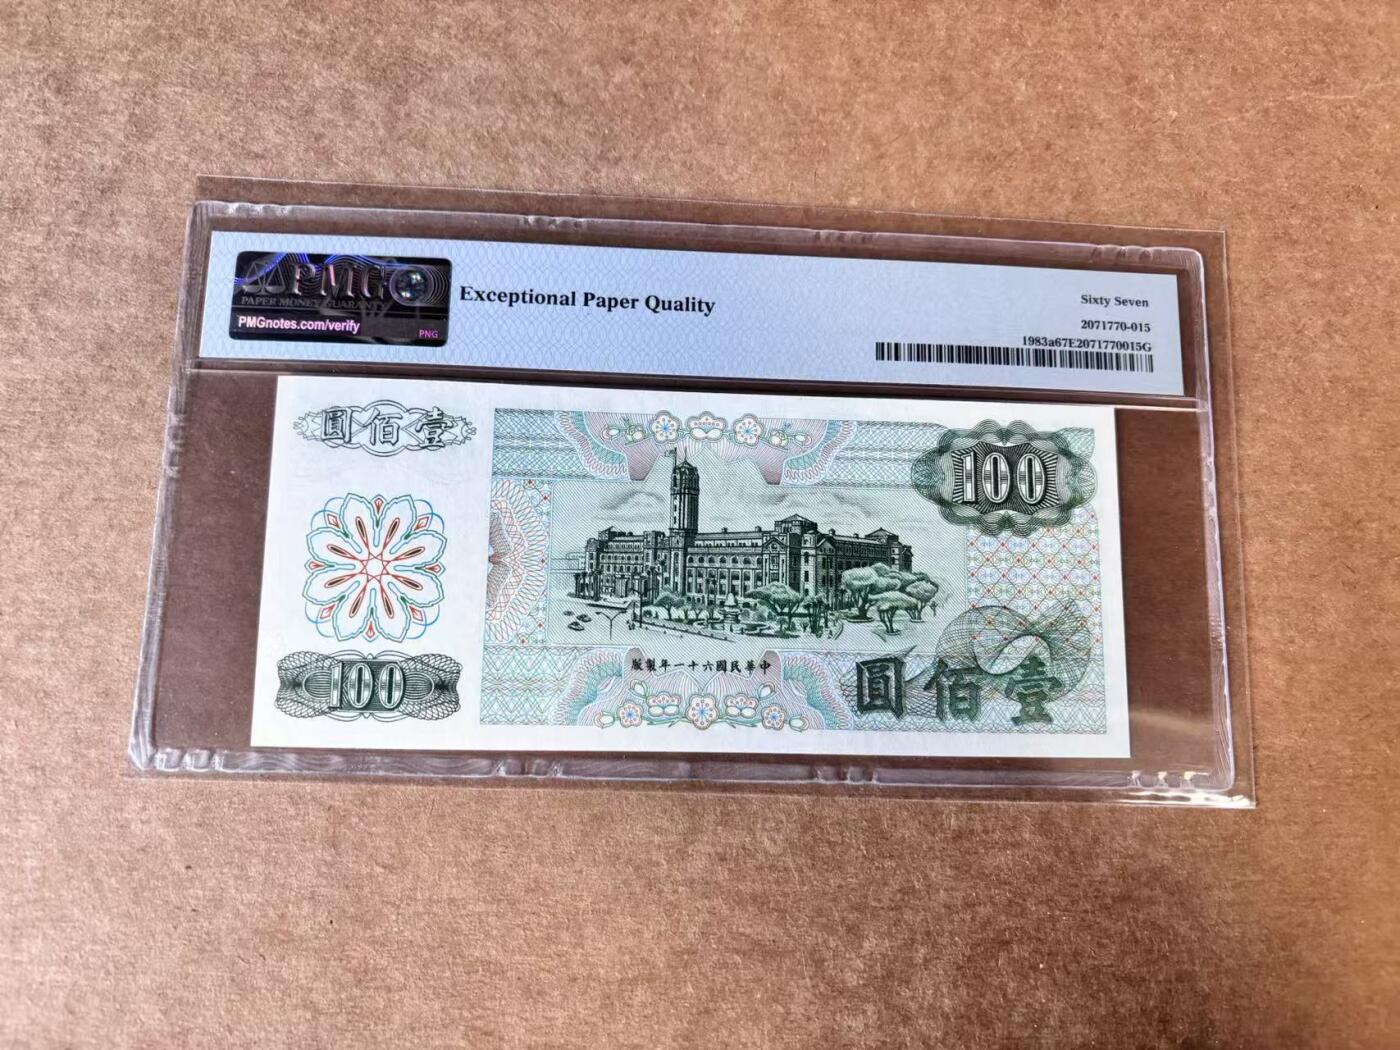 PMG
PAPER MONEY GUARANTY
PMGnotes.com/verify
PNG
Exceptional Paper Quality
Sixty Seven
2071770-015
1983a67E2071770015G
圓佰壹
100
100
版製年一十六國民華中
圓佰壹